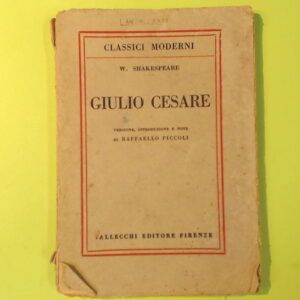 CLASSICI MODERNI
W. SHAKESPEARE
GIULIO CESARE
VERSIONE, INTRODUZIONE E NOTE
DI RAFFAELLO PICCOLI
VALLECCHI EDITORE FIRENZE